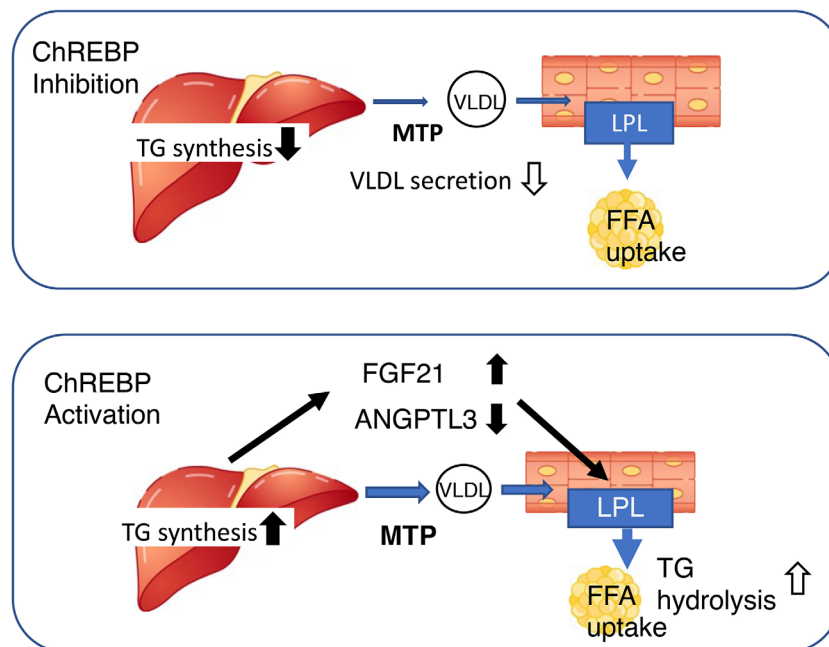 ChREBP
Inhibition
TG synthesis
MTP
VLDL
LPL
VLDL secretion
FFA
uptake
ChREBP
Activation
FGF21
ANGPTL3
TG synthesis
MTP
VLDL
LPL
TG
hydrolysis
FFA
uptake